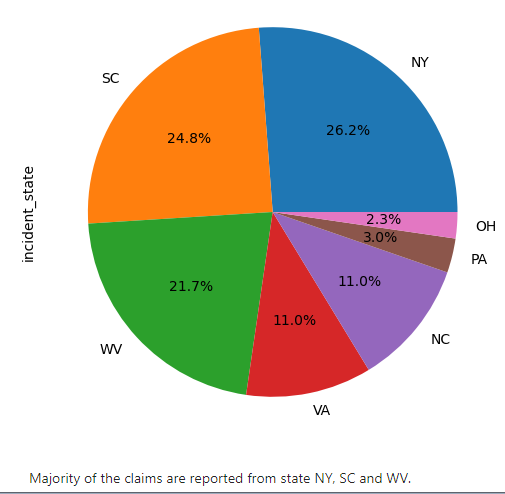 NY
SC
26.2%
24.8%
incident_state
2.3%
OH
3.0%
PA
21.7%
11.0%
11.0%
NC
WV
VA
Majority of the claims are reported from state NY, SC and WV.